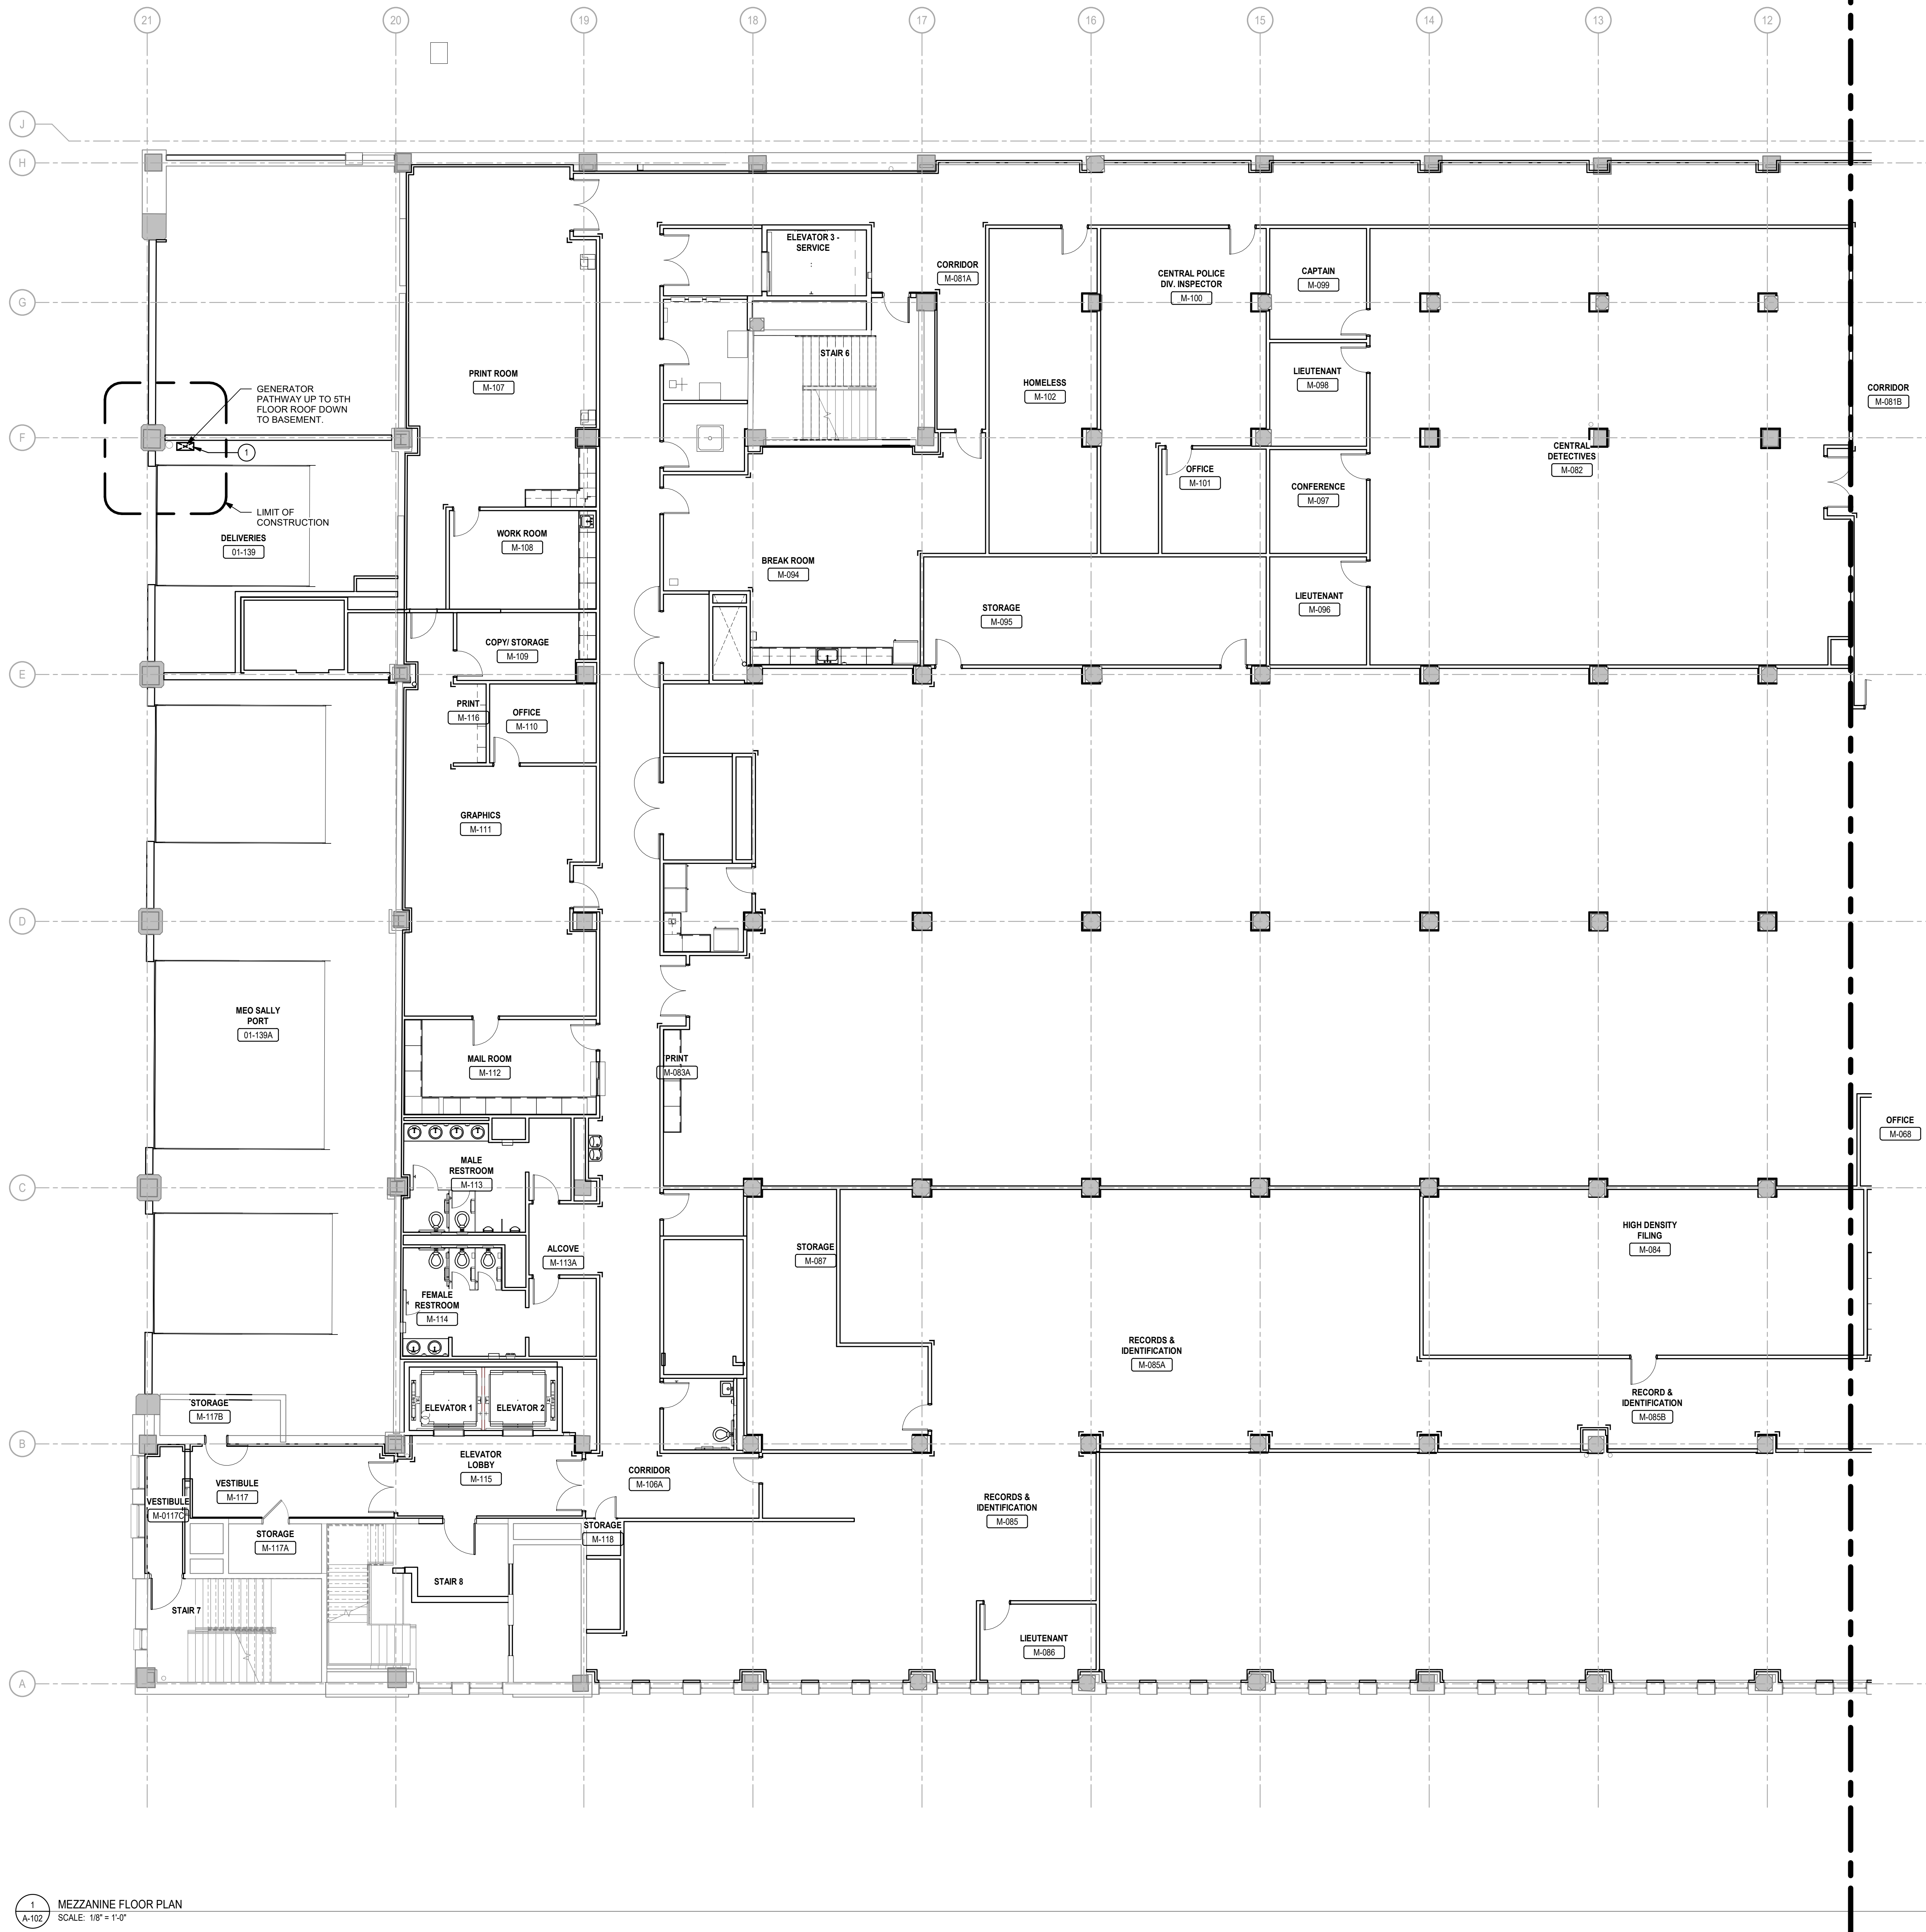 21
20
19
18
17
16
15
14
13
12
J
H
G
F
E
D
C
B
A
ELEVATOR 3 -
SERVICE
CORRIDOR
M-081A
CENTRAL POLICE
DIV. INSPECTOR
M-100
CAPTAIN
M-099
PRINT ROOM
M-107
STAIR 6
HOMELESS
M-102
LIEUTENANT
M-098
CORRIDOR
M-081B
GENERATOR
PATHWAY UP TO 5TH
FLOOR ROOF DOWN
TO BASEMENT.
1
LIMIT OF
CONSTRUCTION
DELIVERIES
01-139
CENTRAL
DETECTIVES
M-082
OFFICE
M-101
CONFERENCE
M-097
WORK ROOM
M-108
BREAK ROOM
M-094
STORAGE
M-095
LIEUTENANT
M-096
COPY/ STORAGE
M-109
PRINT
M-116
OFFICE
M-110
GRAPHICS
M-111
MEO SALLY
PORT
01-139A
MAIL ROOM
M-112
PRINT
M-083A
OFFICE
M-068
MALE
RESTROOM
M-113
ALCOVE
M-113A
STORAGE
M-087
HIGH DENSITY
FILING
M-084
FEMALE
RESTROOM
M-114
RECORDS &
IDENTIFICATION
M-085A
RECORD &
IDENTIFICATION
M-085B
STORAGE
M-117B
ELEVATOR 1
ELEVATOR 2
ELEVATOR
LOBBY
M-115
CORRIDOR
M-106A
VESTIBULE
M-117
VESTIBULE
M-0117C
RECORDS &
IDENTIFICATION
M-085
STORAGE
M-117A
STORAGE
M-118
STAIR 8
STAIR 7
LIEUTENANT
M-086
1
A-102
MEZZANINE FLOOR PLAN
SCALE: 1/8" = 1'-0"